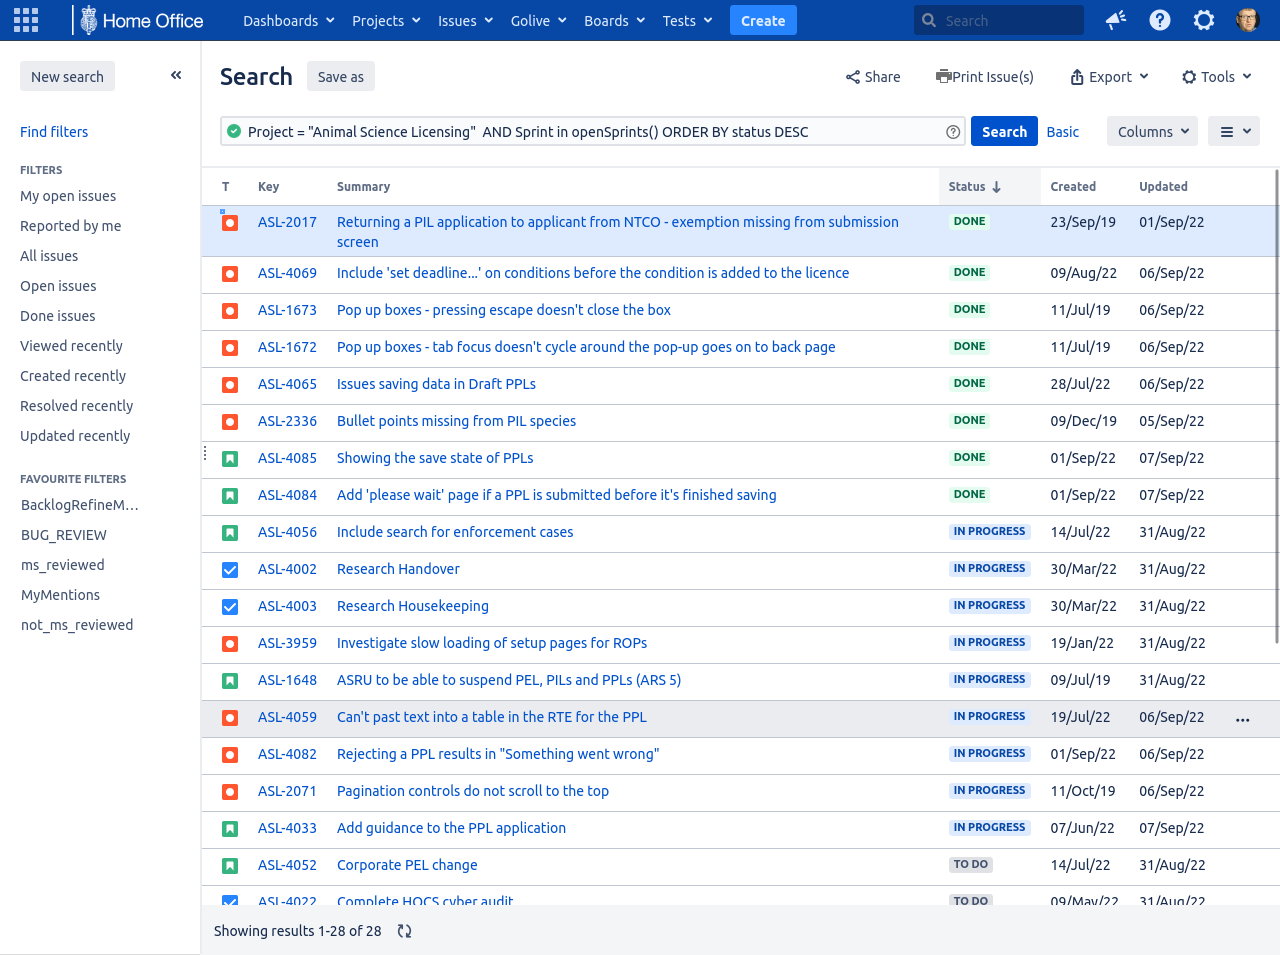 Home Office Dashboards Projects Issues Golive Boards Tests Create Search
New search
Find filters
FILTERS
My open issues
Reported by me
All issues
Open issues
Done issues
Viewed recently
Created recently
Resolved recently
Updated recently
FAVOURITE FILTERS
BacklogRefineM…
BUG_REVIEW
ms_reviewed
MyMentions
not_ms_reviewed
Search Save as Share Print Issue(s) Export Tools
Project = "Animal Science Licensing"  AND Sprint in openSprints() ORDER BY status DESC Search Basic Columns
T Key Summary Status Created Updated
ASL-2017 Returning a PIL application to applicant from NTCO - exemption missing from submission DONE 23/Sep/19 01/Sep/22
screen
ASL-4069 Include 'set deadline...' on conditions before the condition is added to the licence DONE 09/Aug/22 06/Sep/22
ASL-1673 Pop up boxes - pressing escape doesn't close the box DONE 11/Jul/19 06/Sep/22
ASL-1672 Pop up boxes - tab focus doesn't cycle around the pop-up goes on to back page DONE 11/Jul/19 06/Sep/22
ASL-4065 Issues saving data in Draft PPLs DONE 28/Jul/22 06/Sep/22
ASL-2336 Bullet points missing from PIL species DONE 09/Dec/19 05/Sep/22
ASL-4085 Showing the save state of PPLs DONE 01/Sep/22 07/Sep/22
ASL-4084 Add 'please wait' page if a PPL is submitted before it's finished saving DONE 01/Sep/22 07/Sep/22
ASL-4056 Include search for enforcement cases IN PROGRESS 14/Jul/22 31/Aug/22
ASL-4002 Research Handover IN PROGRESS 30/Mar/22 31/Aug/22
ASL-4003 Research Housekeeping IN PROGRESS 30/Mar/22 31/Aug/22
ASL-3959 Investigate slow loading of setup pages for ROPs IN PROGRESS 19/Jan/22 31/Aug/22
ASL-1648 ASRU to be able to suspend PEL, PILs and PPLs (ARS 5) IN PROGRESS 09/Jul/19 31/Aug/22
ASL-4059 Can't past text into a table in the RTE for the PPL IN PROGRESS 19/Jul/22 06/Sep/22
ASL-4082 Rejecting a PPL results in "Something went wrong" IN PROGRESS 01/Sep/22 06/Sep/22
ASL-2071 Pagination controls do not scroll to the top IN PROGRESS 11/Oct/19 06/Sep/22
ASL-4033 Add guidance to the PPL application IN PROGRESS 07/Jun/22 07/Sep/22
ASL-4052 Corporate PEL change TO DO 14/Jul/22 31/Aug/22
ASL-4022 Complete HOCS cyber audit TO DO 09/May/22 31/Aug/22
Showing results 1-28 of 28